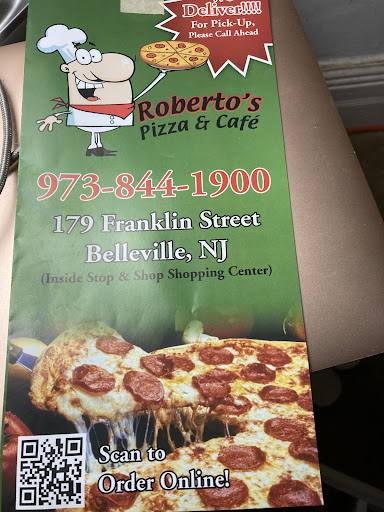 Deliver!!!!
For Pick-Up,
Please Call Ahead
Roberto's
Pizza & Café
973-844-1900
179 Franklin Street
Belleville, NJ
(Inside Stop & Shop Shopping Center)
Scan to
Order Online!